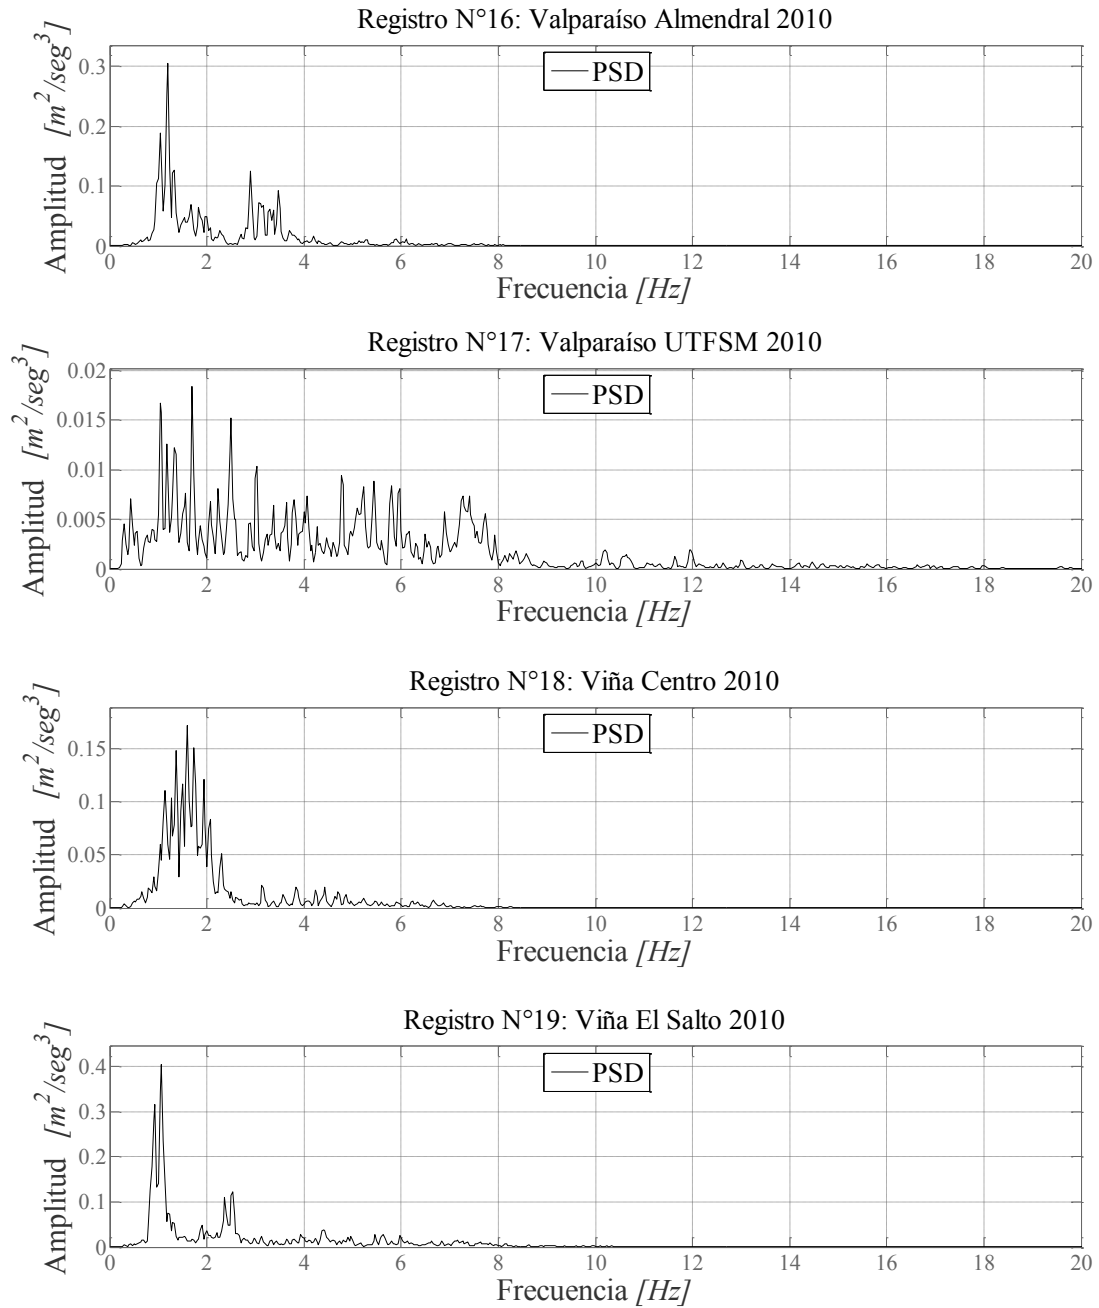 Registro N°16: Valparaíso Almendral 2010
Amplitud [m²/seg³]
PSD
0.3
0.2
0.1
0
0 2 4 6 8 10 12 14 16 18 20
Frecuencia [Hz]
Registro N°17: Valparaíso UTFSM 2010
Amplitud [m²/seg³]
PSD
0.02
0.015
0.01
0.005
0
0 2 4 6 8 10 12 14 16 18 20
Frecuencia [Hz]
Registro N°18: Viña Centro 2010
Amplitud [m²/seg³]
PSD
0.15
0.1
0.05
0
0 2 4 6 8 10 12 14 16 18 20
Frecuencia [Hz]
Registro N°19: Viña El Salto 2010
Amplitud [m²/seg³]
PSD
0.4
0.3
0.2
0.1
0
0 2 4 6 8 10 12 14 16 18 20
Frecuencia [Hz]